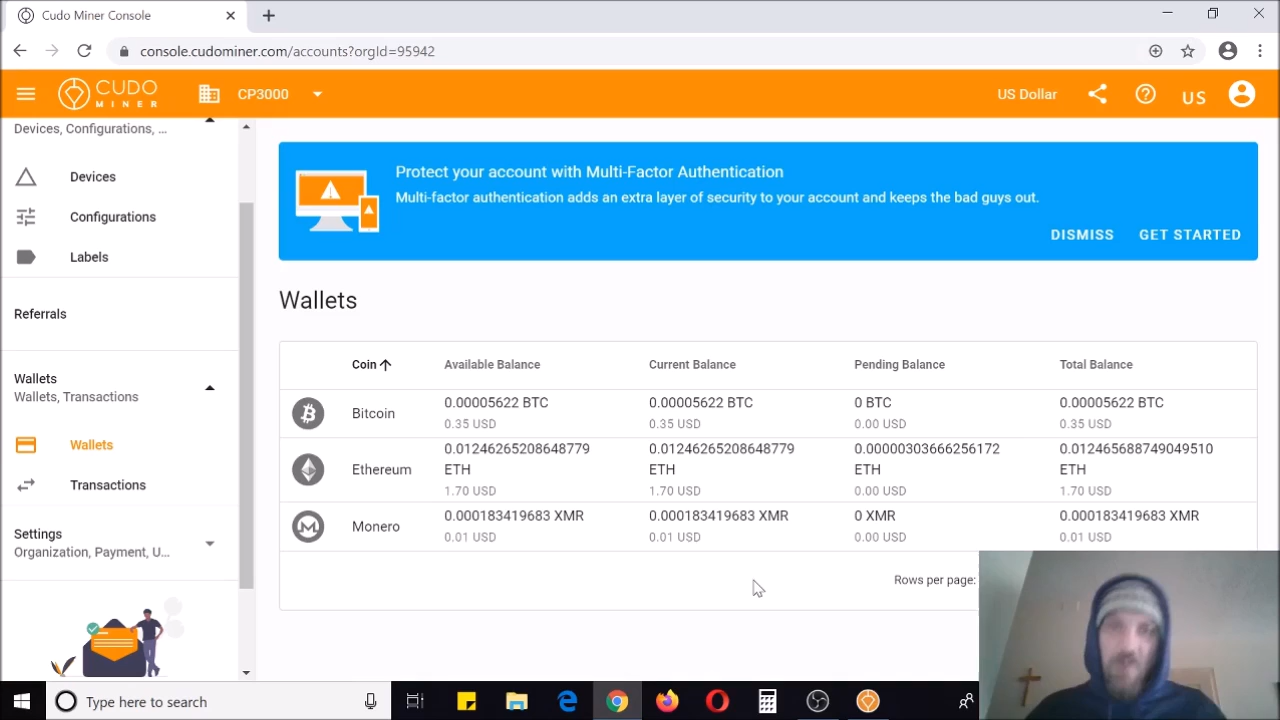 Cudo Miner Console
console.cudominer.com/accounts?orgId=95942
CUDO
MINER
CP3000
US Dollar
US
Devices, Configurations, ...
Devices
Configurations
Labels
Referrals
Wallets
Wallets, Transactions
Wallets
Transactions
Settings
Organization, Payment, U...
Protect your account with Multi-Factor Authentication
Multi-factor authentication adds an extra layer of security to your account and keeps the bad guys out.
DISMISS GET STARTED
Wallets
Coin Available Balance Current Balance Pending Balance Total Balance
Bitcoin 0.00005622 BTC 0.00005622 BTC 0 BTC 0.00005622 BTC
0.35 USD 0.35 USD 0.00 USD 0.35 USD
Ethereum 0.01246265208648779 0.01246265208648779 0.00000303666256172 0.012465688749049510
ETH ETH ETH ETH
1.70 USD 1.70 USD 0.00 USD 1.70 USD
Monero 0.000183419683 XMR 0.000183419683 XMR 0 XMR 0.000183419683 XMR
0.01 USD 0.01 USD 0.00 USD 0.01 USD
Rows per page:
Type here to search